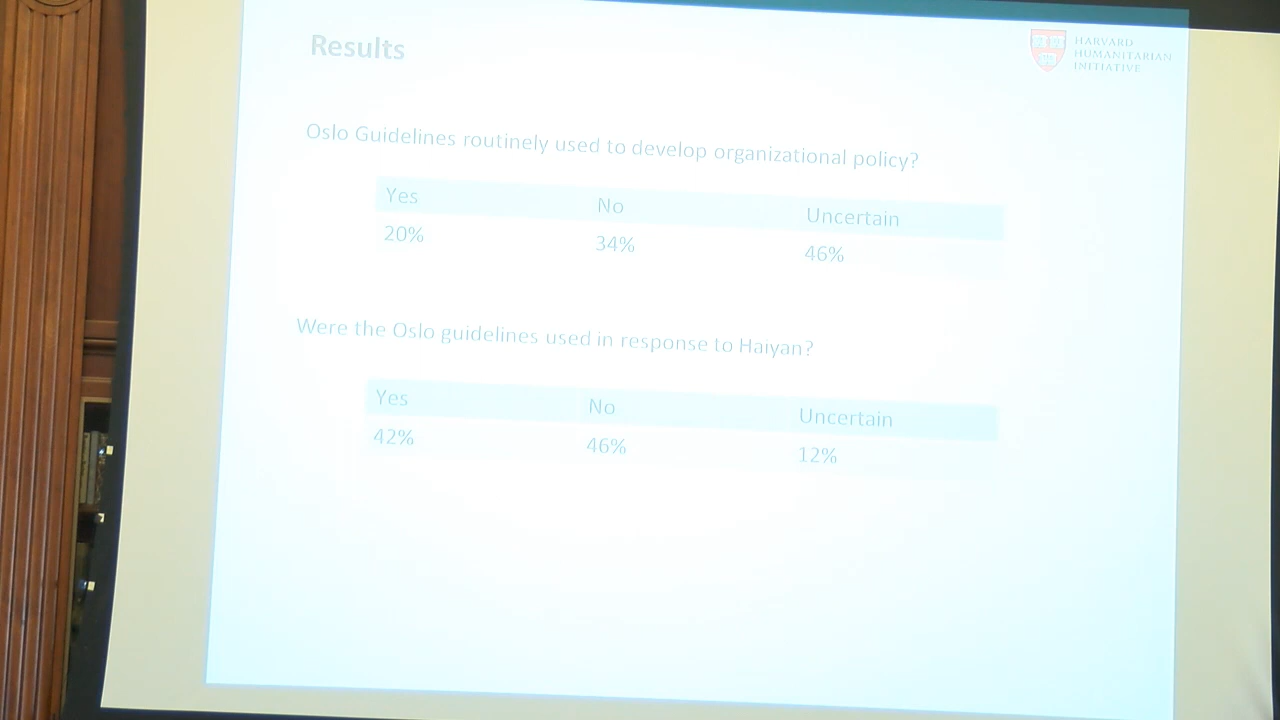 Results
HARVARD
HUMANITARIAN
INITIATIVE
Oslo Guidelines routinely used to develop organizational policy?
Yes No Uncertain
20% 34% 46%
Were the Oslo guidelines used in response to Haiyan?
Yes No Uncertain
42% 46% 12%